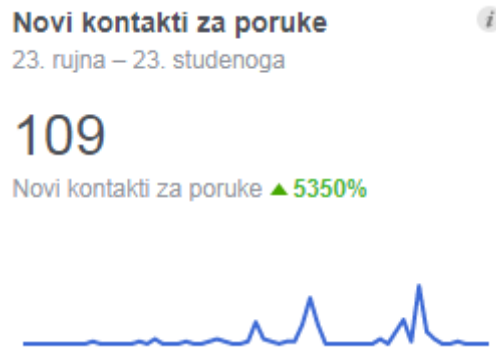 Novi kontakti za poruke
i
23. rujna – 23. studenoga
109
Novi kontakti za poruke ▲ 5350%